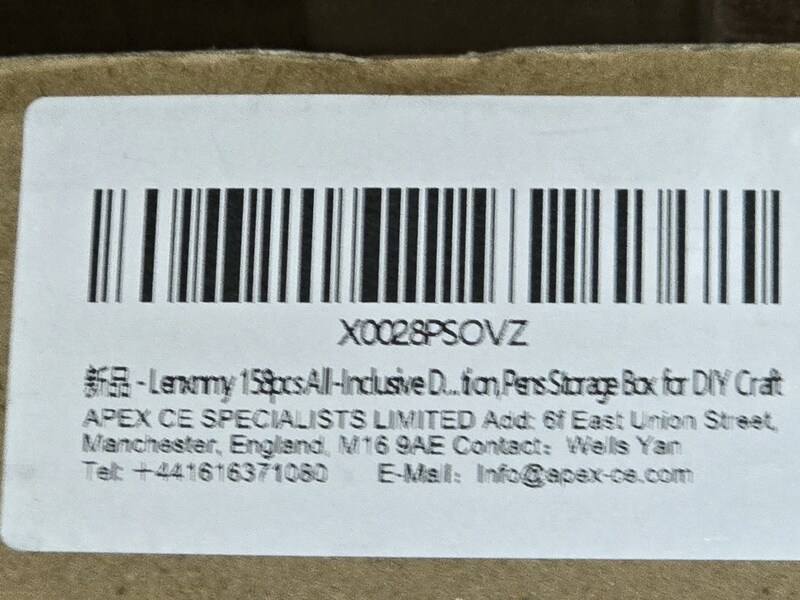 X0028PSOVZ
新品 - Lenxnmy 158pcs All-Inclusive D...tion,Pens Storage Box for DIY Craft
APEX CE SPECIALISTS LIMITED Add: 6f East Union Street,
Manchester, England, M16 9AE Contact: Wells Yan
Tel: +441616371080 E-Mail: Info@apex-ce.com